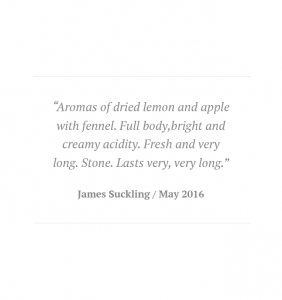 “Aromas of dried lemon and apple
with fennel. Full body,bright and
creamy acidity. Fresh and very
long. Stone. Lasts very, very long.”
James Suckling / May 2016